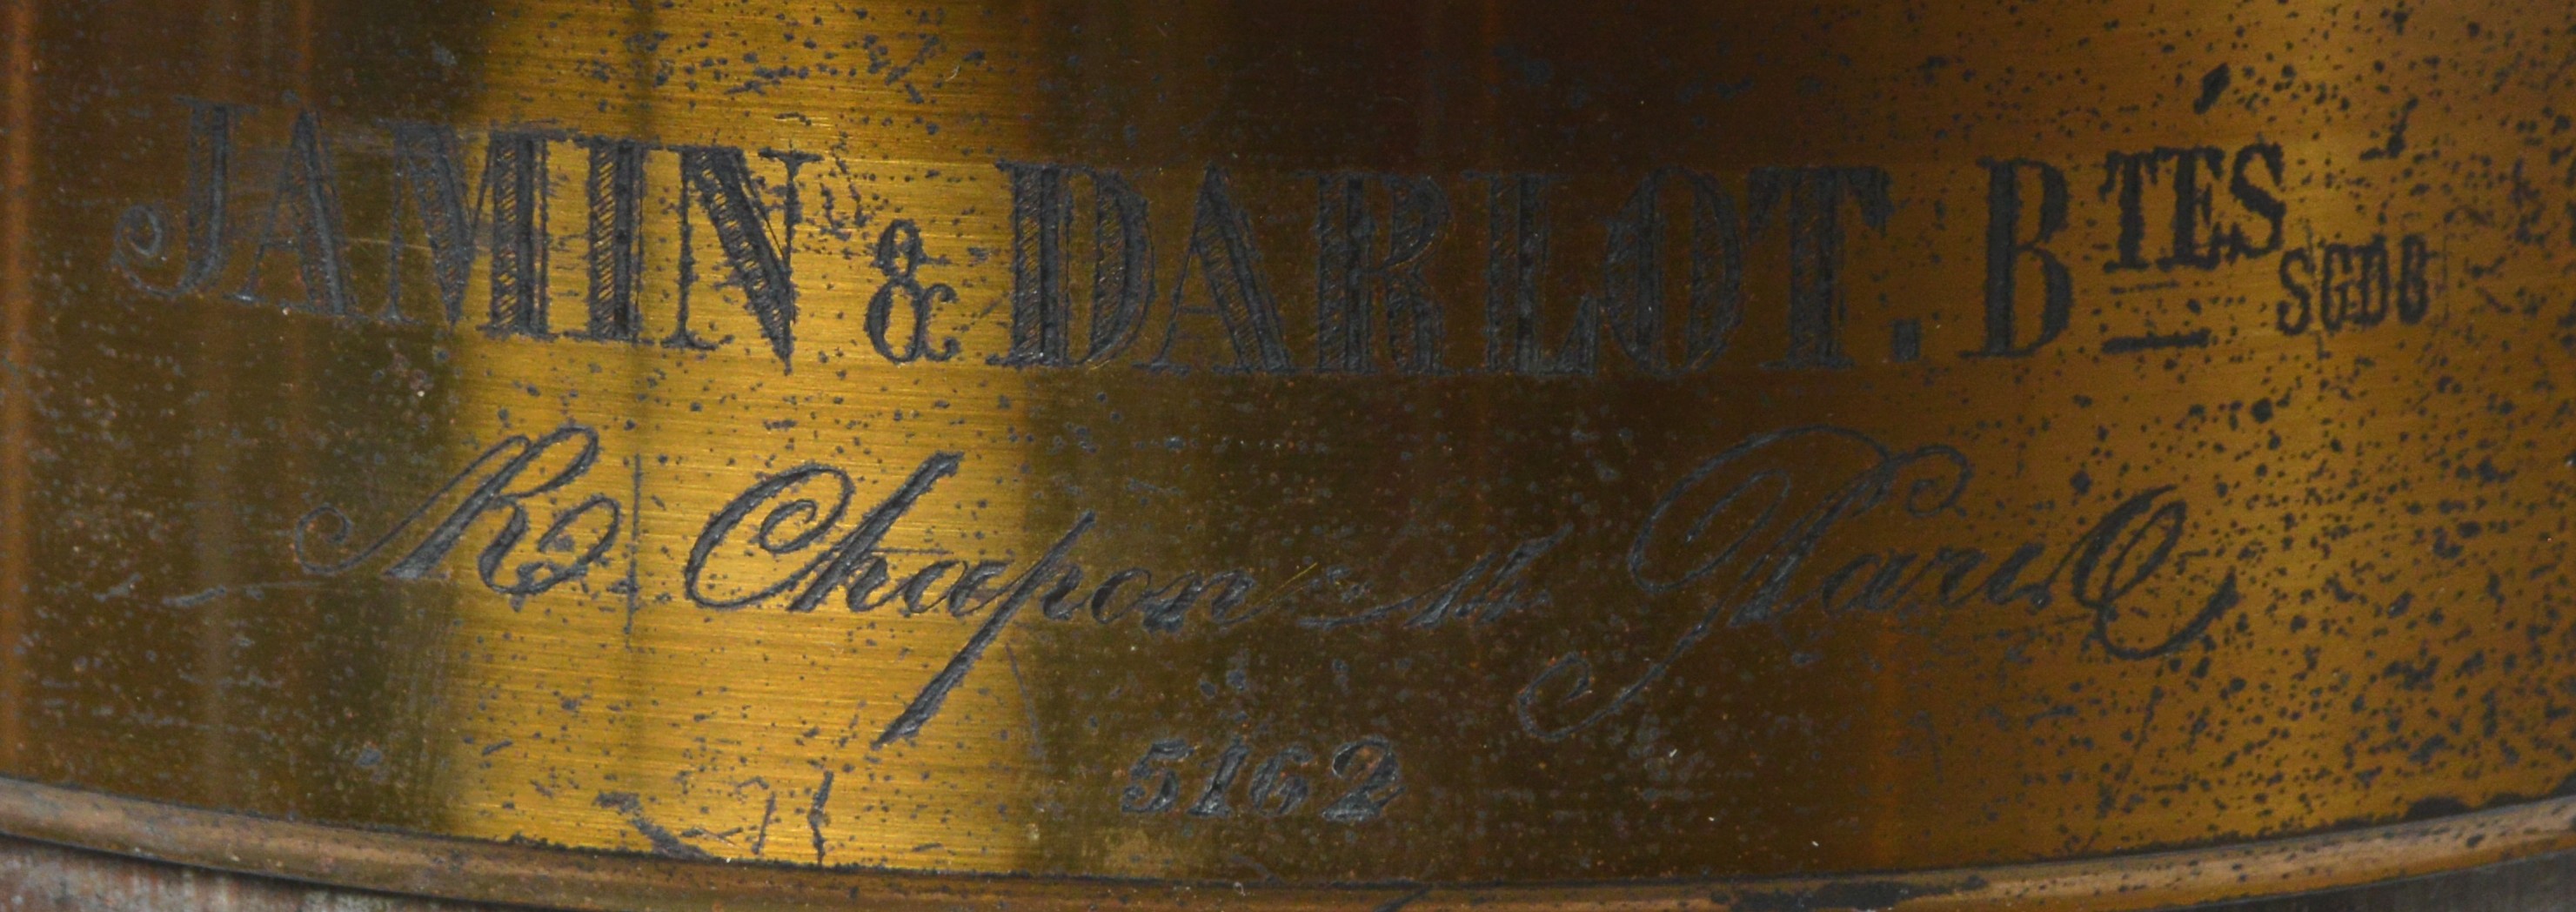 JAMIN & DARLOT. BTÉS SGDG
R. Chapon 14 Paris
5162